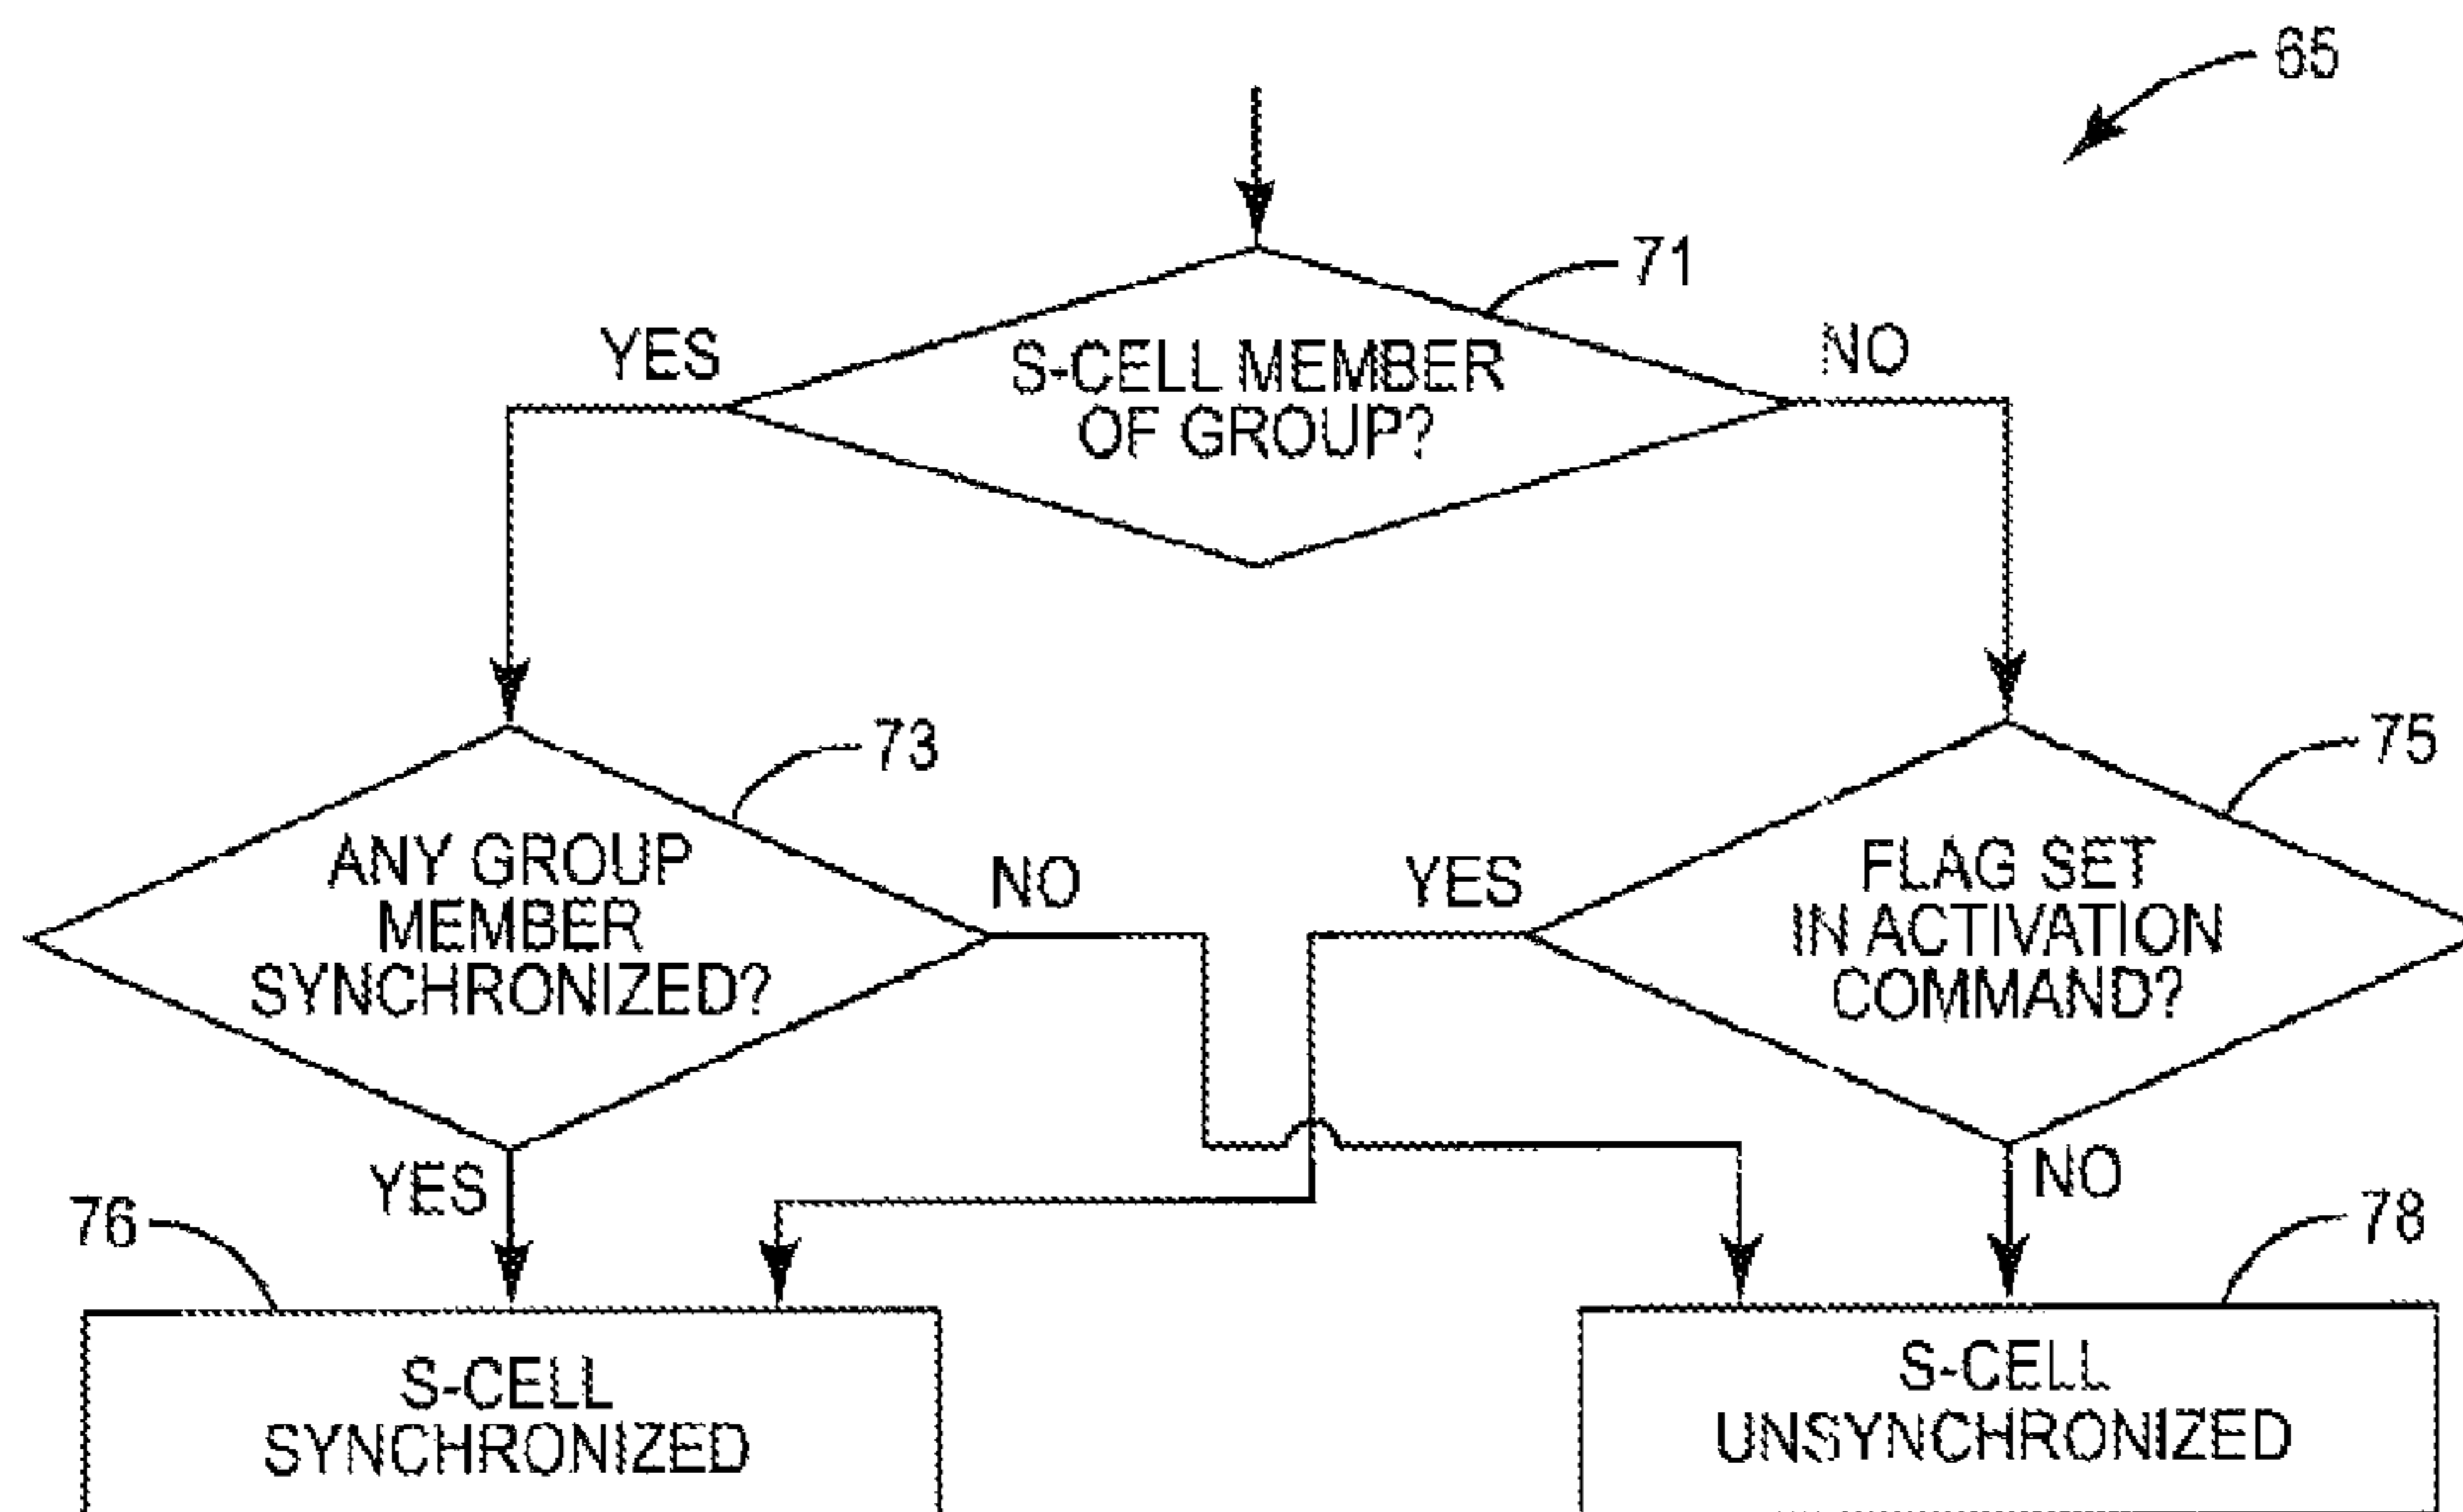 65
71
YES
NO
S-CELL MEMBER
OF GROUP?
73
75
ANY GROUP
MEMBER
SYNCHRONIZED?
NO
YES
FLAG SET
IN ACTIVATION
COMMAND?
YES
NO
76
78
S-CELL
SYNCHRONIZED
S-CELL
UNSYNCHRONIZED